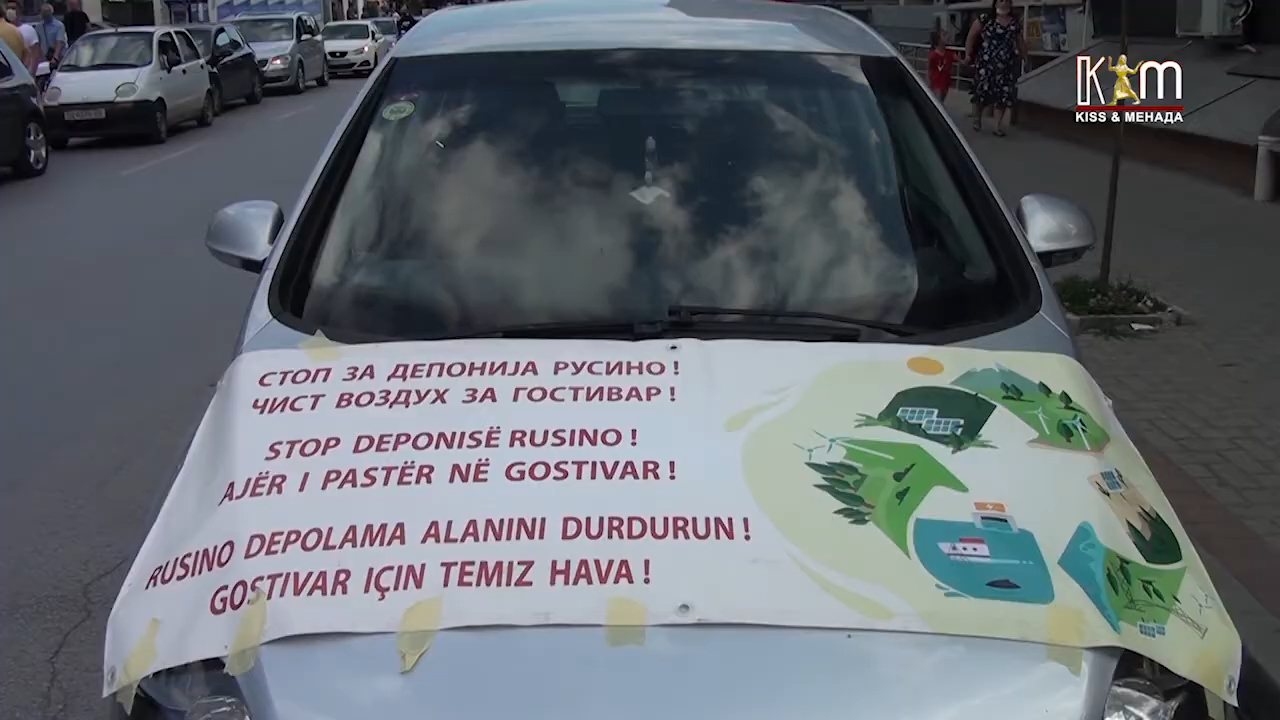 KISS & МЕНАДА
СТОП ЗА ДЕПОНИЈА РУСИНО !
ЧИСТ ВОЗДУХ ЗА ГОСТИВАР !
STOP DEPONISË RUSINO !
AJËR I PASTËR NË GOSTIVAR !
RUSINO DEPOLAMA ALANINI DURDURUN !
GOSTIVAR IÇIN TEMIZ HAVA !